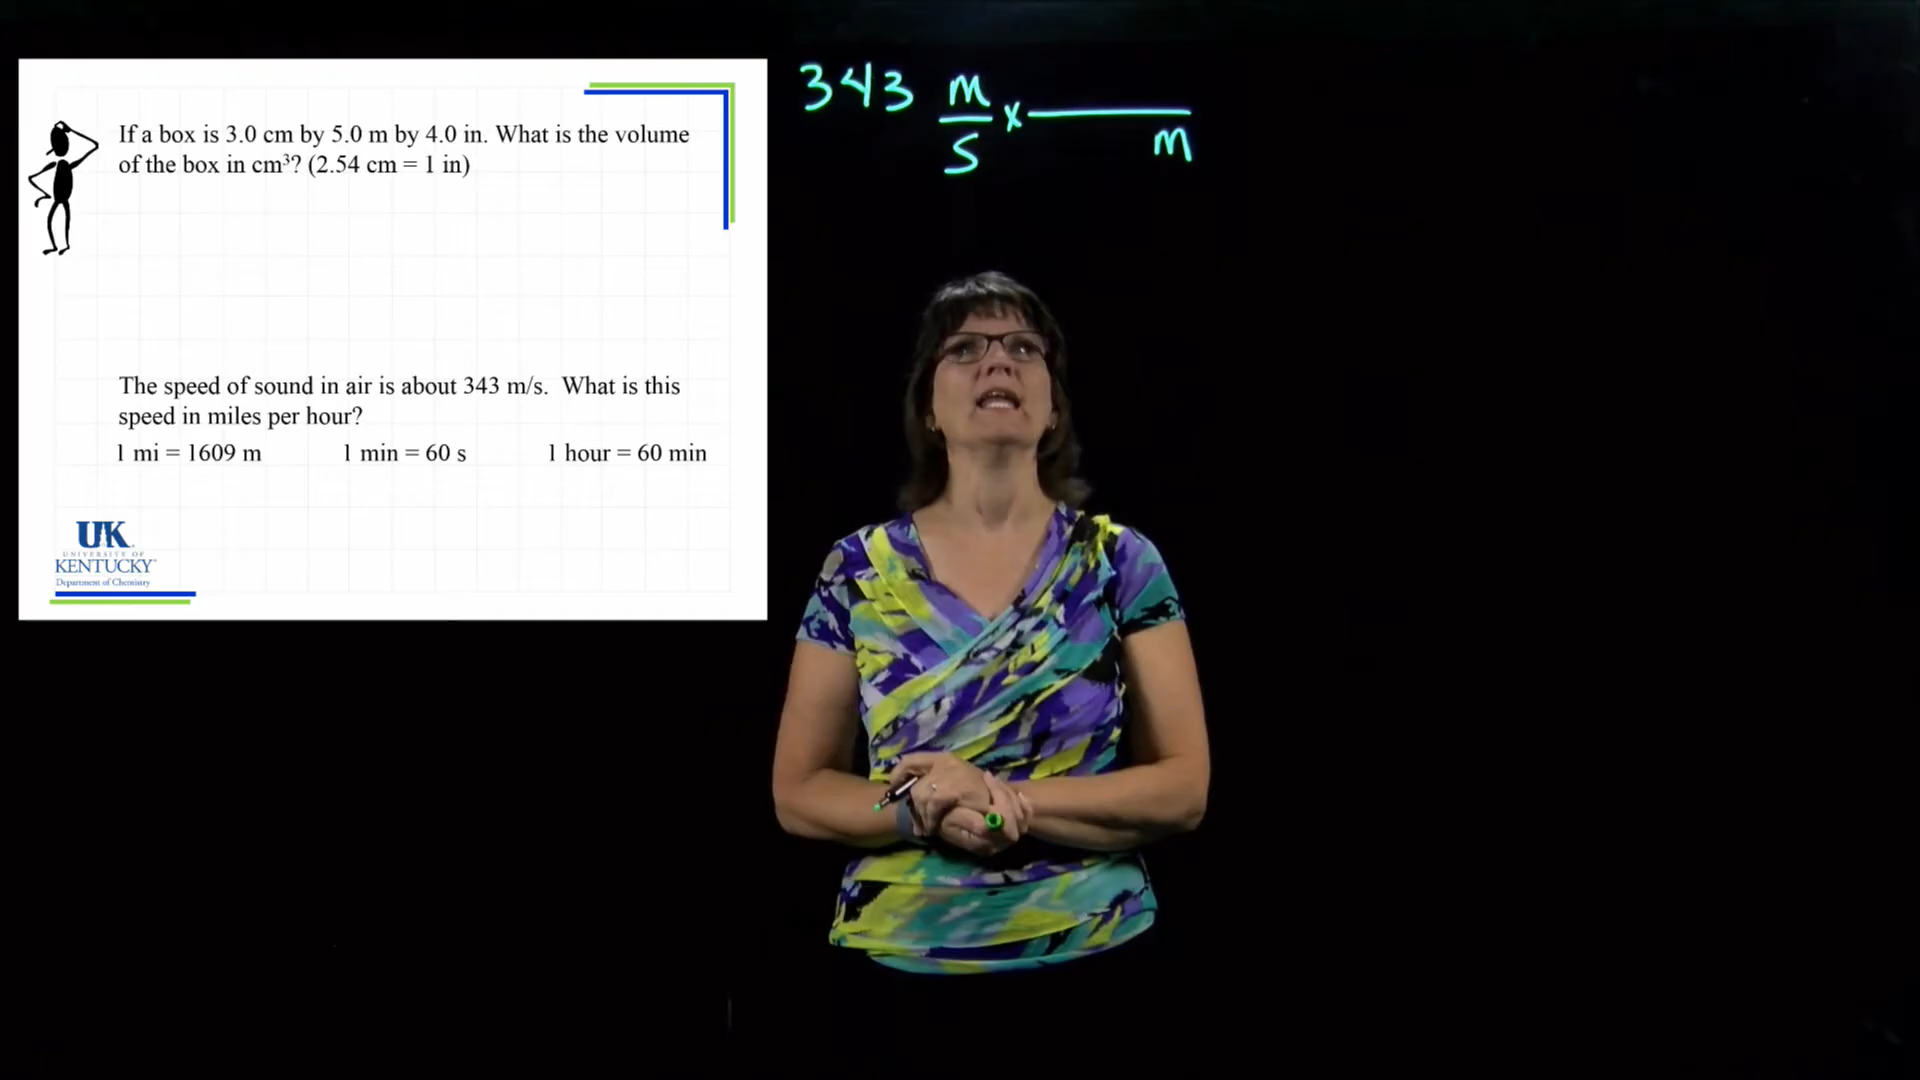 If a box is 3.0 cm by 5.0 m by 4.0 in. What is the volume
of the box in cm³? (2.54 cm = 1 in)
The speed of sound in air is about 343 m/s. What is this
speed in miles per hour?
1 mi = 1609 m 1 min = 60 s 1 hour = 60 min
UK
UNIVERSITY OF
KENTUCKY
Department of Chemistry
343 m
x
s m